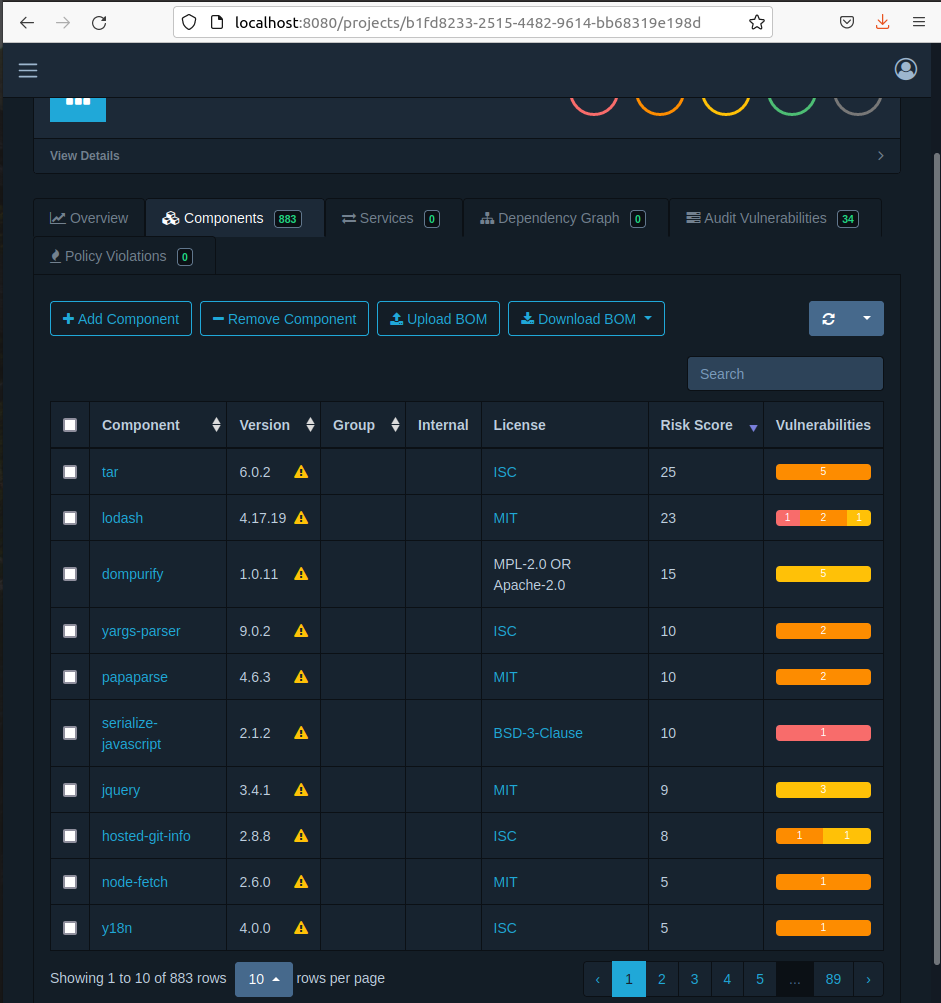 localhost:8080/projects/b1fd8233-2515-4482-9614-bb68319e198d
View Details
Overview Components 883 Services 0 Dependency Graph 0 Audit Vulnerabilities 34
Policy Violations 0
Add Component Remove Component Upload BOM Download BOM
Search
Component Version Group Internal License Risk Score Vulnerabilities
tar 6.0.2 ISC 25 5
lodash 4.17.19 MIT 23 1 2 1
dompurify 1.0.11 MPL-2.0 OR 15 5
Apache-2.0
yargs-parser 9.0.2 ISC 10 2
papaparse 4.6.3 MIT 10 2
serialize-
javascript 2.1.2 BSD-3-Clause 10 1
jquery 3.4.1 MIT 9 3
hosted-git-info 2.8.8 ISC 8 1 1
node-fetch 2.6.0 MIT 5 1
y18n 4.0.0 ISC 5 1
Showing 1 to 10 of 883 rows 10 rows per page ‹ 1 2 3 4 5 ... 89 ›